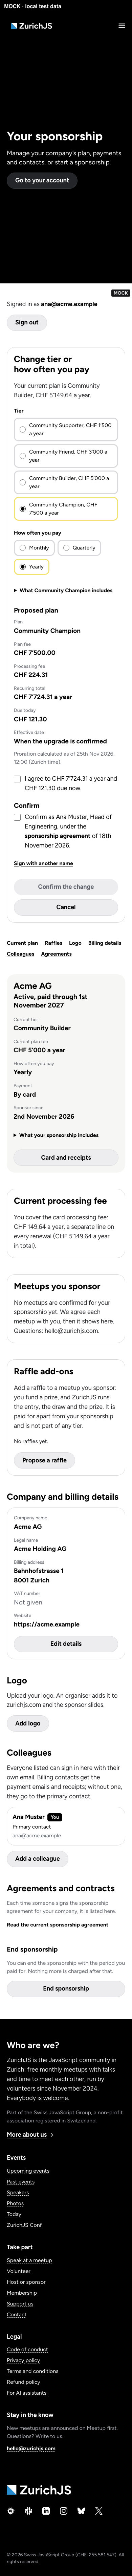 MOCK · local test data
ZurichJS
Your sponsorship
Manage your company's plan, payments
and contacts, or start a sponsorship.
Go to your account
MOCK
Signed in as ana@acme.example
Sign out
Change tier or
how often you pay
Your current plan is Community
Builder, CHF 5'149.64 a year.
Tier
Community Supporter, CHF 1'500
a year
Community Friend, CHF 3'000 a
year
Community Builder, CHF 5'000 a
year
Community Champion, CHF
7'500 a year
How often you pay
Monthly
Quarterly
Yearly
What Community Champion includes
Proposed plan
Plan
Community Champion
Plan fee
CHF 7'500.00
Processing fee
CHF 224.31
Recurring total
CHF 7'724.31 a year
Due today
CHF 121.30
Effective date
When the upgrade is confirmed
Proration calculated as of 25th Nov 2026,
12:00 (Zurich time).
I agree to CHF 7'724.31 a year and
CHF 121.30 due now.
Confirm
Confirm as Ana Muster, Head of
Engineering, under the
sponsorship agreement of 18th
November 2026.
Sign with another name
Confirm the change
Cancel
Current plan Raffles Logo Billing details
Colleagues Agreements
Acme AG
Active, paid through 1st
November 2027
Current tier
Community Builder
Current plan fee
CHF 5'000 a year
How often you pay
Yearly
Payment
By card
Sponsor since
2nd November 2026
What your sponsorship includes
Card and receipts
Current processing fee
You cover the card processing fee:
CHF 149.64 a year, a separate line on
every renewal (CHF 5'149.64 a year
in total).
Meetups you sponsor
No meetups are confirmed for your
sponsorship yet. We agree each
meetup with you, then it shows here.
Questions: hello@zurichjs.com.
Raffle add-ons
Add a raffle to a meetup you sponsor:
you fund a prize, and ZurichJS runs
the entry, the draw and the prize. It is
paid and apart from your sponsorship
and is not part of any tier.
No raffles yet.
Propose a raffle
Company and billing details
Company name
Acme AG
Legal name
Acme Holding AG
Billing address
Bahnhofstrasse 1
8001 Zurich
VAT number
Not given
Website
https://acme.example
Edit details
Logo
Upload your logo. An organiser adds it to
zurichjs.com and the sponsor slides.
Add logo
Colleagues
Everyone listed can sign in here with their
own email. Billing contacts get the
payment emails and receipts; without one,
they go to the primary contact.
Ana Muster You
Primary contact
ana@acme.example
Add a colleague
Agreements and contracts
Each time someone signs the sponsorship
agreement for your company, it is listed here.
Read the current sponsorship agreement
End sponsorship
You can end the sponsorship with the period you
paid for. Nothing more is charged after that.
End sponsorship
Who are we?
ZurichJS is the JavaScript community in
Zurich: free monthly meetups with talks
and time to meet each other, run by
volunteers since November 2024.
Everybody is welcome.
Part of the Swiss JavaScript Group, a non-profit
association registered in Switzerland.
More about us
Events
Upcoming events
Past events
Speakers
Photos
Today
ZurichJS Conf
Take part
Speak at a meetup
Volunteer
Host or sponsor
Membership
Support us
Contact
Legal
Code of conduct
Privacy policy
Terms and conditions
Refund policy
For AI assistants
Stay in the know
New meetups are announced on Meetup first.
Questions? Write to us.
hello@zurichjs.com
ZurichJS
© 2026 Swiss JavaScript Group (CHE-255.581.547). All
rights reserved.